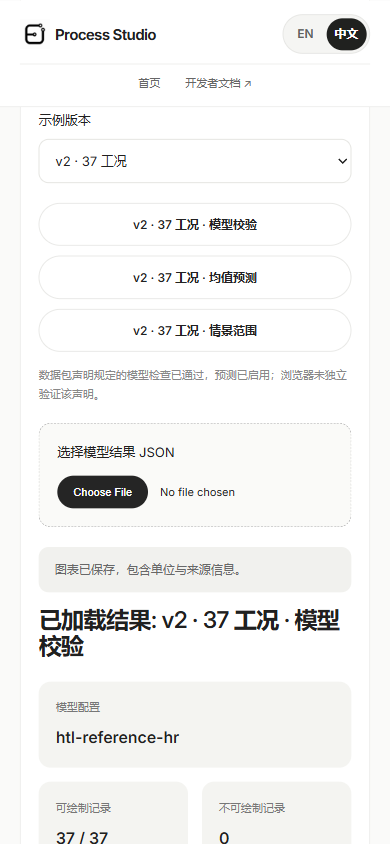 Process Studio
EN 中文
首页 开发者文档 ↗
示例版本
v2 · 37 工况
v2 · 37 工况 · 模型校验
v2 · 37 工况 · 均值预测
v2 · 37 工况 · 情景范围
数据包声明规定的模型检查已通过，预测已启用；浏览器未独立
验证该声明。
选择模型结果 JSON
Choose File No file chosen
图表已保存，包含单位与来源信息。
已加载结果: v2 · 37 工况 · 模型
校验
模型配置
htl-reference-hr
可绘制记录 不可绘制记录
37 / 37 0